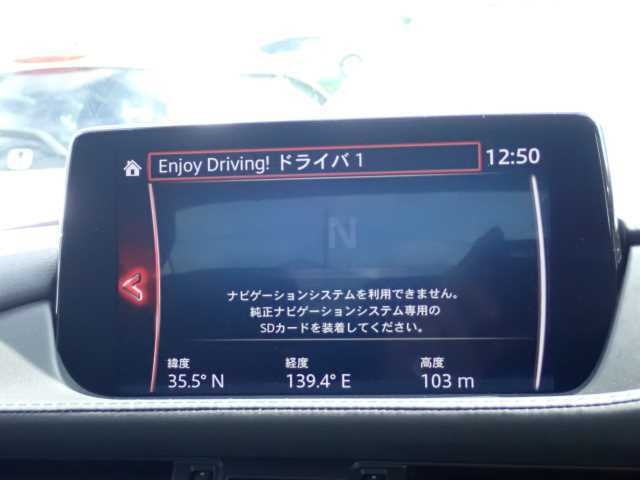 Enjoy Driving! ドライバ 1
12:50
N
ナビゲーションシステムを利用できません。
純正ナビゲーションシステム専用の
SDカードを装着してください。
緯度 経度 高度
35.5° N 139.4° E 103 m